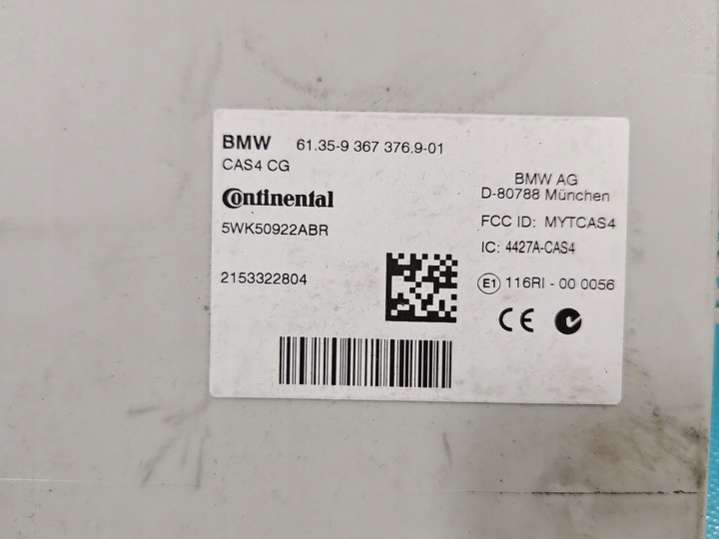 BMW 61.35-9 367 376.9-01
CAS4 CG
Continental
5WK50922ABR
2153322804
BMW AG
D-80788 München
FCC ID: MYTCAS4
IC: 4427A-CAS4
E1 116RI - 00 0056
CE